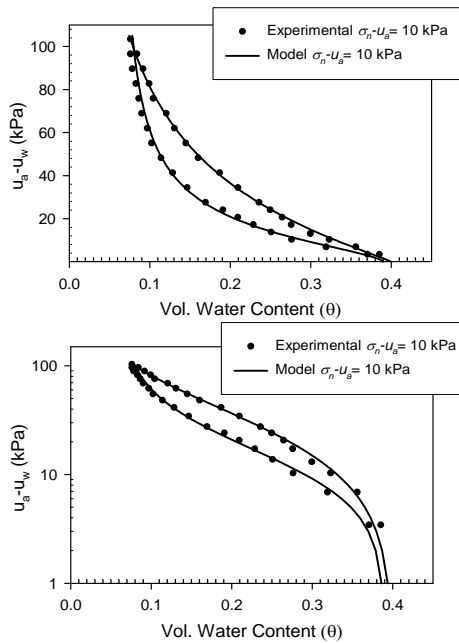 Experimental σn-ua= 10 kPa
Model σn-ua= 10 kPa
100
80
60
40
20
ua-uw (kPa)
0.0 0.1 0.2 0.3 0.4
Vol. Water Content (θ)
Experimental σn-ua= 10 kPa
Model σn-ua= 10 kPa
100
10
1
ua-uw (kPa)
0.0 0.1 0.2 0.3 0.4
Vol. Water Content (θ)